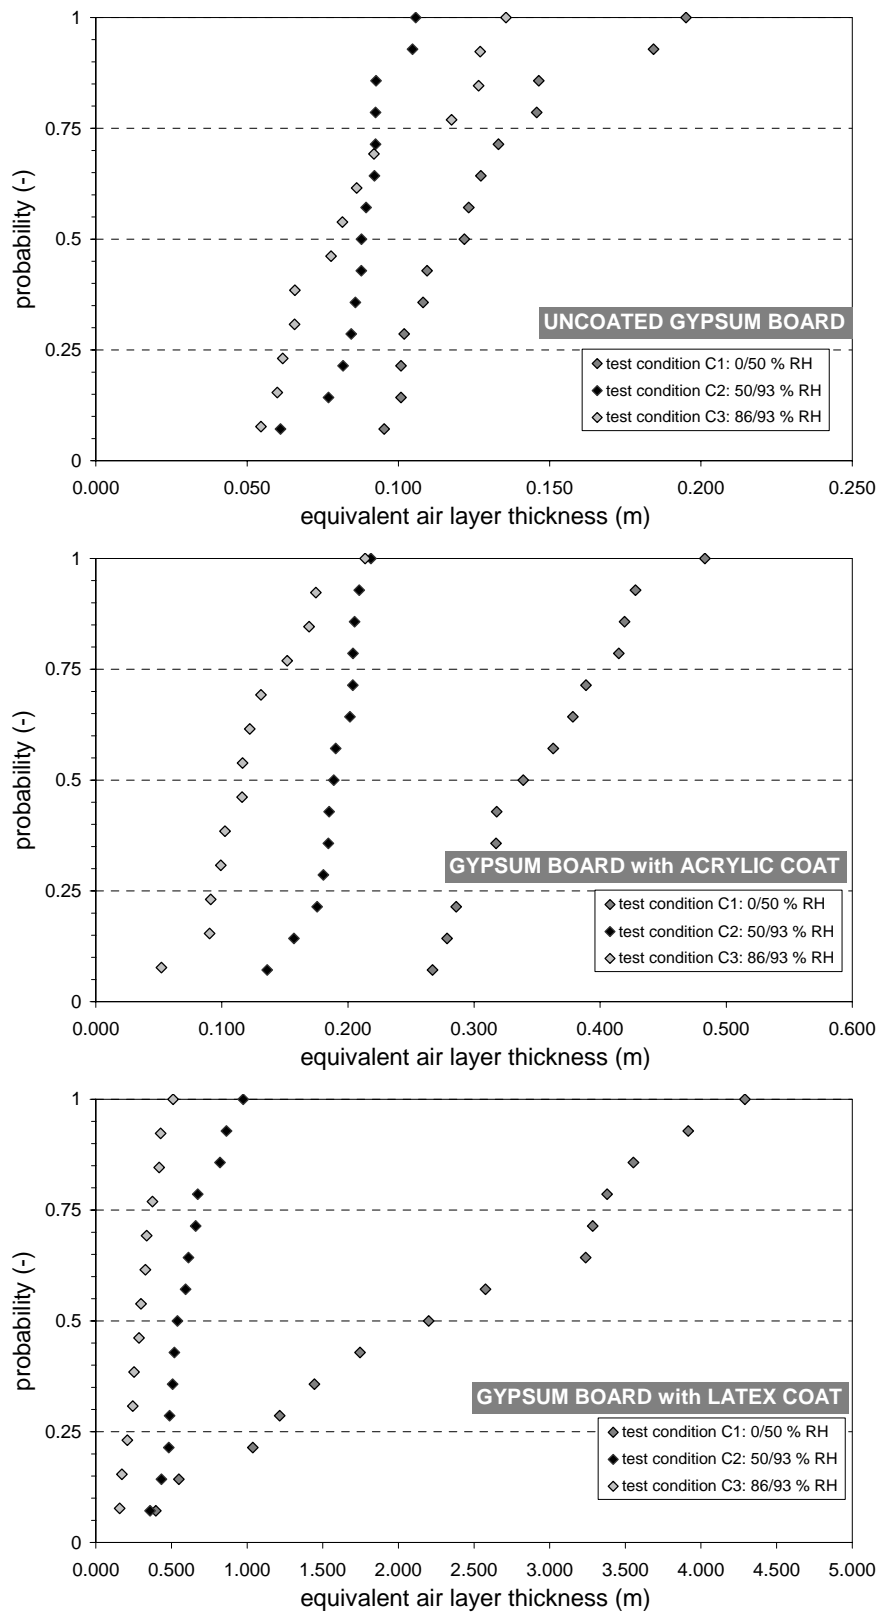 1
0.75
0.5
0.25
0
probability (-)
UNCOATED GYPSUM BOARD
test condition C1: 0/50 % RH
test condition C2: 50/93 % RH
test condition C3: 86/93 % RH
0.000 0.050 0.100 0.150 0.200 0.250
equivalent air layer thickness (m)
1
0.75
0.5
0.25
0
probability (-)
GYPSUM BOARD with ACRYLIC COAT
test condition C1: 0/50 % RH
test condition C2: 50/93 % RH
test condition C3: 86/93 % RH
0.000 0.100 0.200 0.300 0.400 0.500 0.600
equivalent air layer thickness (m)
1
0.75
0.5
0.25
0
probability (-)
GYPSUM BOARD with LATEX COAT
test condition C1: 0/50 % RH
test condition C2: 50/93 % RH
test condition C3: 86/93 % RH
0.000 0.500 1.000 1.500 2.000 2.500 3.000 3.500 4.000 4.500 5.000
equivalent air layer thickness (m)